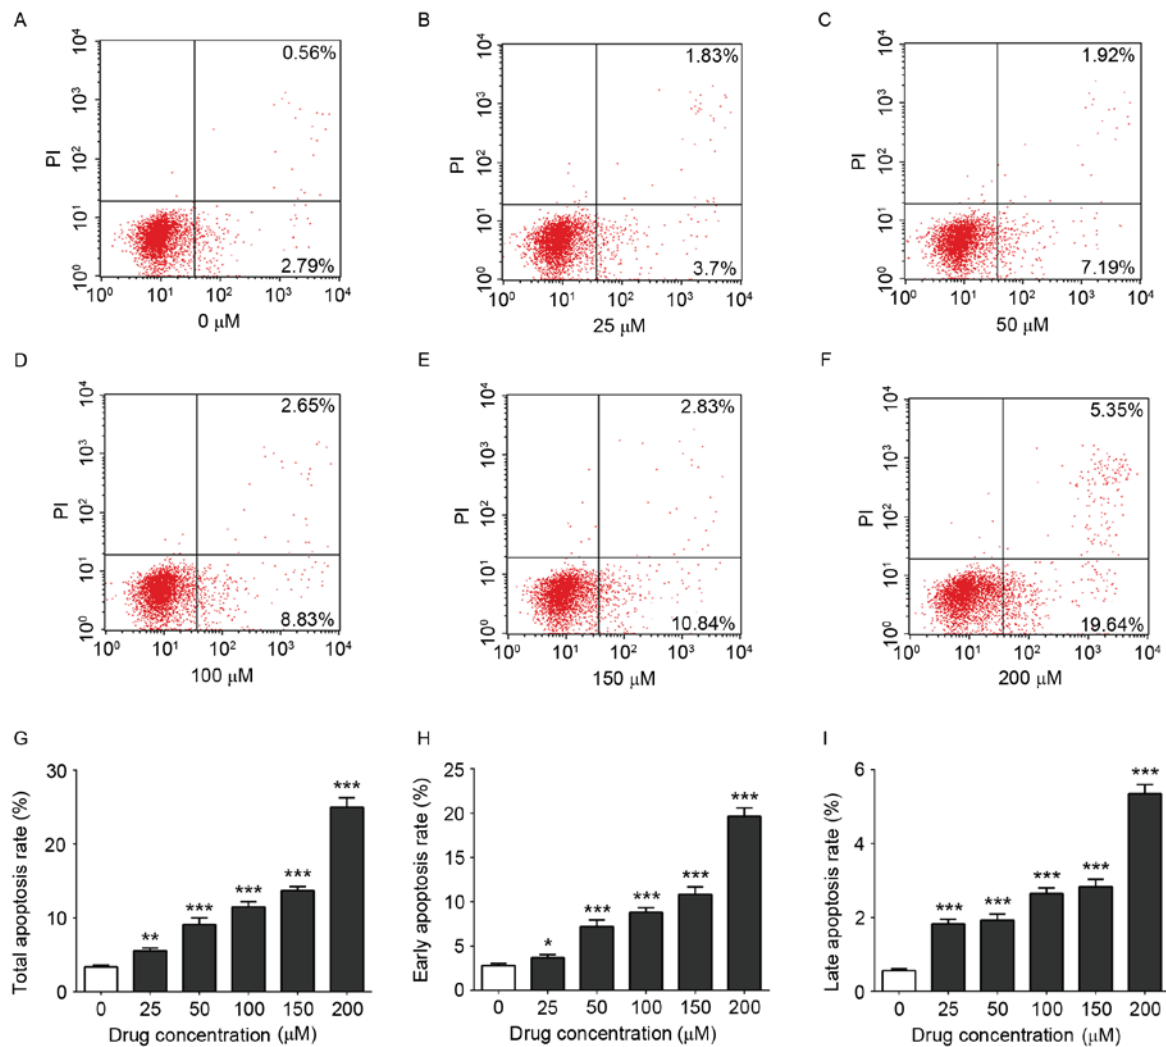 A
B
C
0.56%
1.83%
1.92%
PI
10⁴
10³
10²
10¹
10⁰
2.79%
10⁰ 10¹ 10² 10³ 10⁴
0 μM
PI
10⁴
10³
10²
10¹
10⁰
3.7%
10⁰ 10¹ 10² 10³ 10⁴
25 μM
PI
10⁴
10³
10²
10¹
10⁰
7.19%
10⁰ 10¹ 10² 10³ 10⁴
50 μM
D
E
F
2.65%
2.83%
5.35%
PI
10⁴
10³
10²
10¹
10⁰
8.83%
10⁰ 10¹ 10² 10³ 10⁴
100 μM
PI
10⁴
10³
10²
10¹
10⁰
10.84%
10⁰ 10¹ 10² 10³ 10⁴
150 μM
PI
10⁴
10³
10²
10¹
10⁰
19.64%
10⁰ 10¹ 10² 10³ 10⁴
200 μM
G
Total apoptosis rate (%)
30
20
10
0
** *** *** *** ***
0 25 50 100 150 200
Drug concentration (μM)
H
Early apoptosis rate (%)
25
20
15
10
5
0
* *** *** *** ***
0 25 50 100 150 200
Drug concentration (μM)
I
Late apoptosis rate (%)
6
4
2
0
*** *** *** *** ***
0 25 50 100 150 200
Drug concentration (μM)